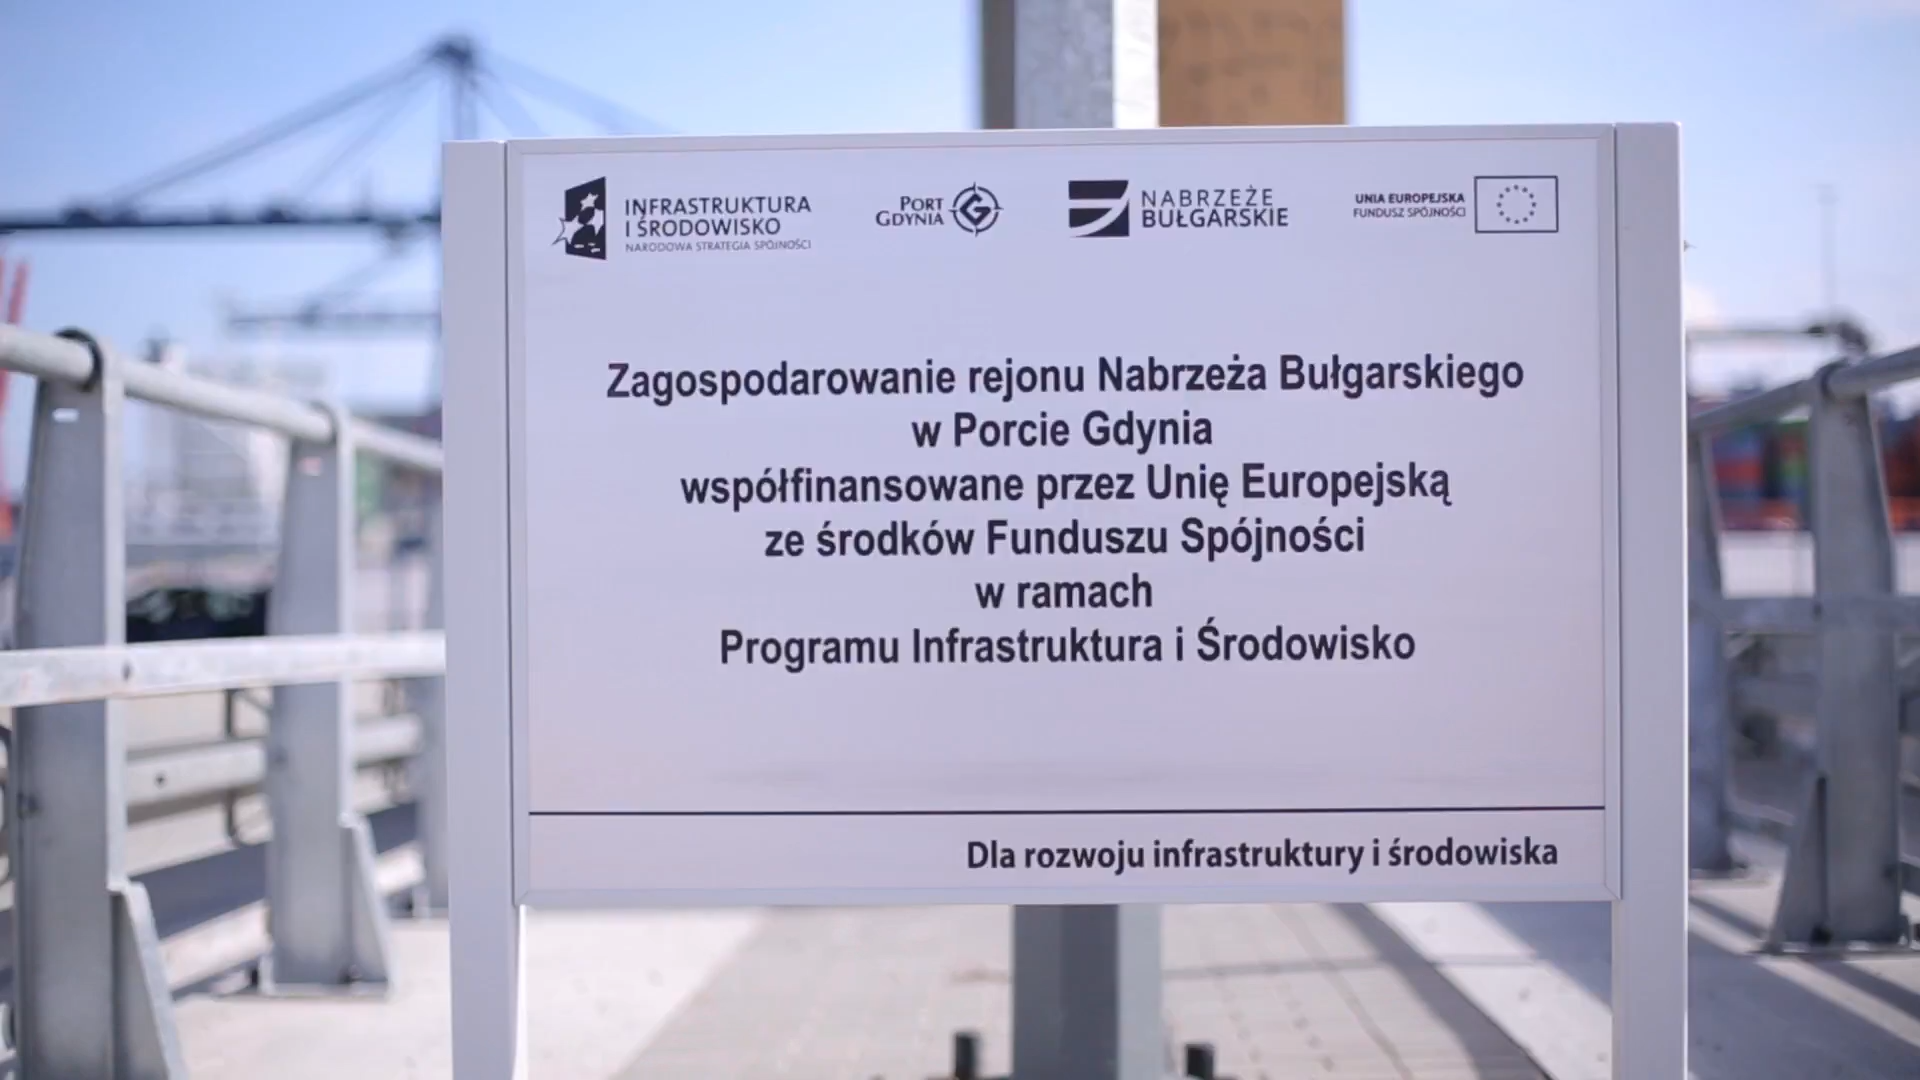 INFRASTRUKTURA
I ŚRODOWISKO
NARODOWA STRATEGIA SPÓJNOŚCI
PORT
GDYNIA
NABRZEŻE
BUŁGARSKIE
UNIA EUROPEJSKA
FUNDUSZ SPÓJNOŚCI
Zagospodarowanie rejonu Nabrzeża Bułgarskiego
w Porcie Gdynia
współfinansowane przez Unię Europejską
ze środków Funduszu Spójności
w ramach
Programu Infrastruktura i Środowisko
Dla rozwoju infrastruktury i środowiska